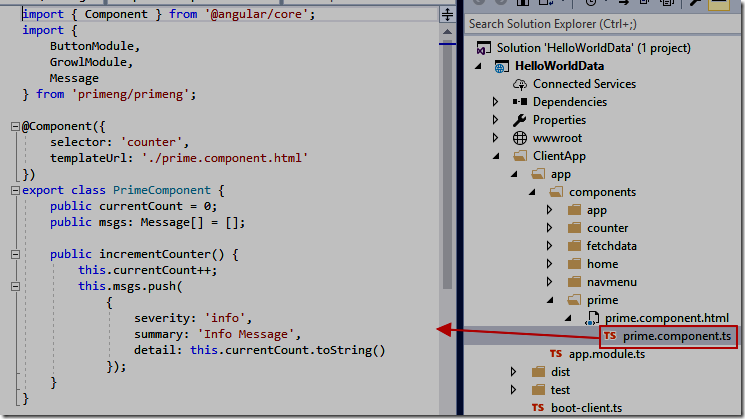 import { Component } from '@angular/core';
import {
    ButtonModule,
    GrowlModule,
    Message
} from 'primeng/primeng';

@Component({
    selector: 'counter',
    templateUrl: './prime.component.html'
})
export class PrimeComponent {
    public currentCount = 0;
    public msgs: Message[] = [];

    public incrementCounter() {
        this.currentCount++;
        this.msgs.push(
            {
                severity: 'info',
                summary: 'Info Message',
                detail: this.currentCount.toString()
            });
    }
}
Search Solution Explorer (Ctrl+;)
Solution 'HelloWorldData' (1 project)
HelloWorldData
Connected Services
Dependencies
Properties
wwwroot
ClientApp
app
components
app
counter
fetchdata
home
navmenu
prime
prime.component.html
TS prime.component.ts
TS app.module.ts
dist
test
TS boot-client.ts